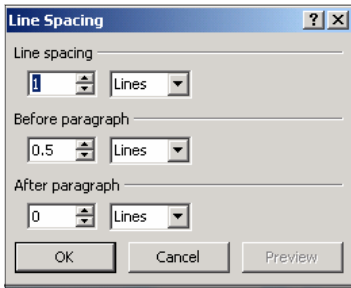 Line Spacing
Line spacing
1 Lines
Before paragraph
0.5 Lines
After paragraph
0 Lines
OK Cancel Preview